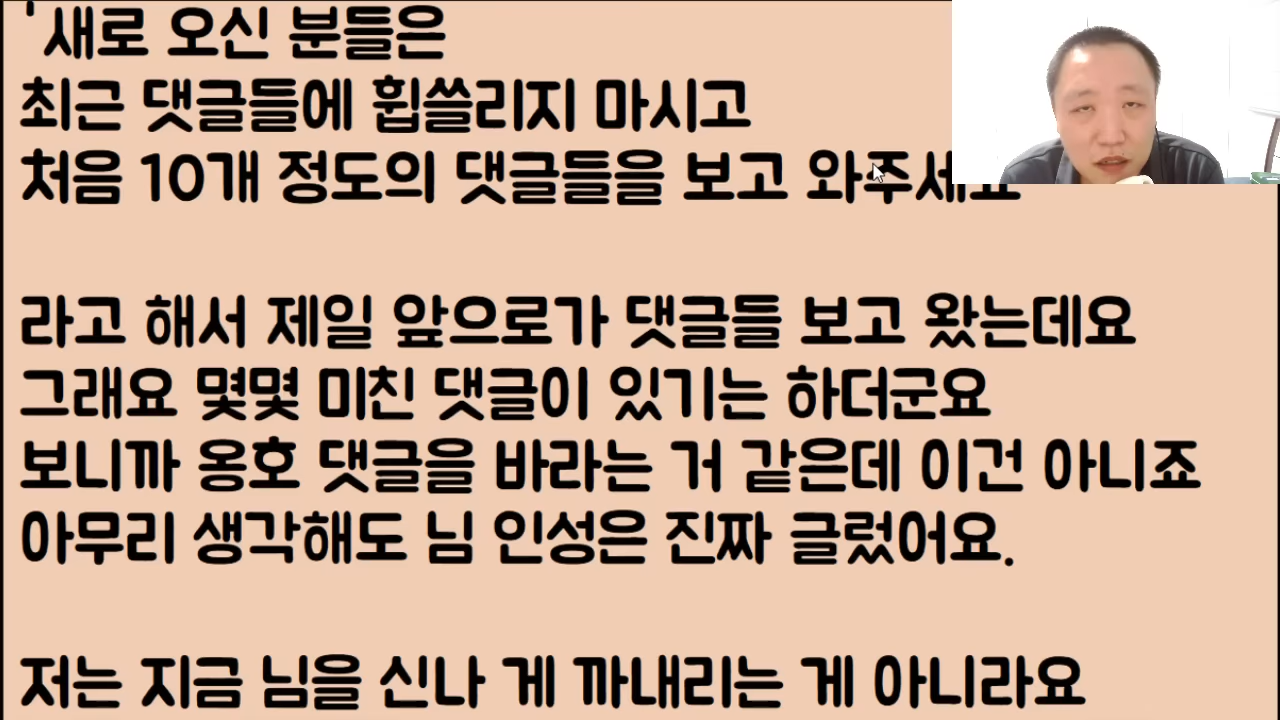 새로 오신 분들은
최근 댓글들에 휩쓸리지 마시고
처음 10개 정도의 댓글들을 보고 와주세요
라고 해서 제일 앞으로가 댓글들 보고 왔는데요
그래요 몇몇 미친 댓글이 있기는 하더군요
보니까 옹호 댓글을 바라는 거 같은데 이건 아니죠
아무리 생각해도 님 인성은 진짜 글렀어요.
저는 지금 님을 신나 게 까내리는 게 아니라요